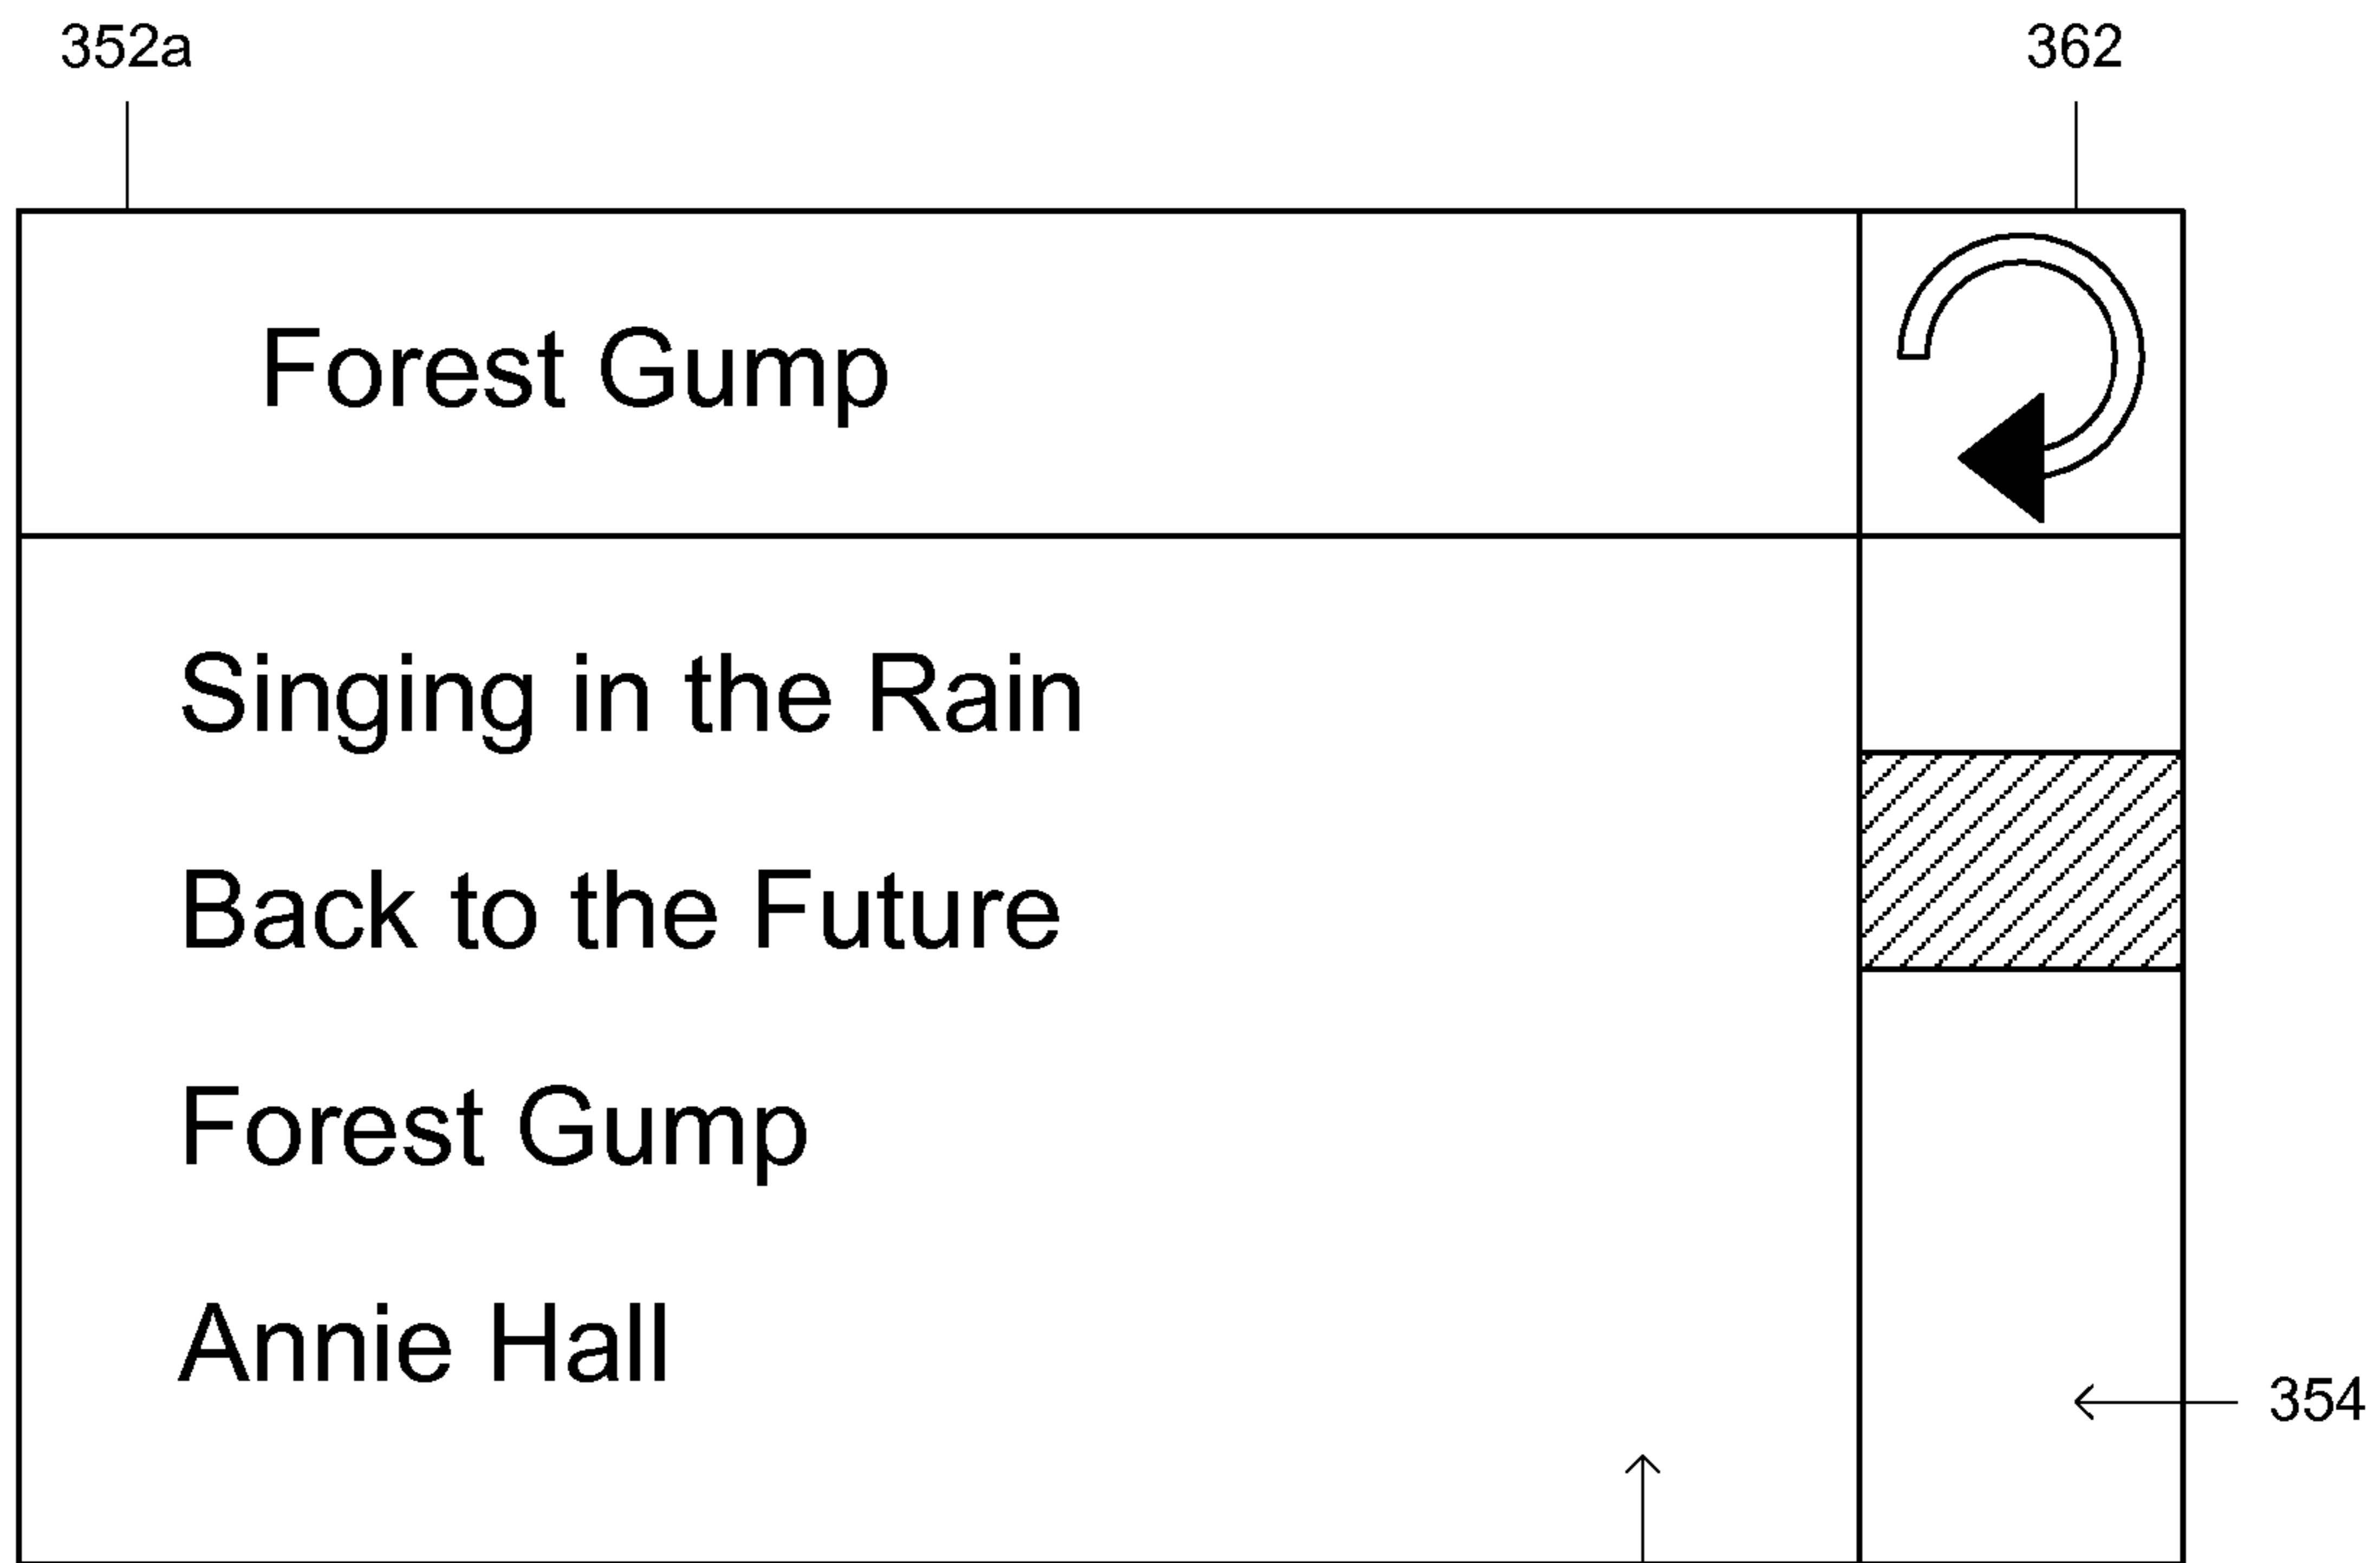 352a 362
Forest Gump
Singing in the Rain
Back to the Future
Forest Gump
Annie Hall
354